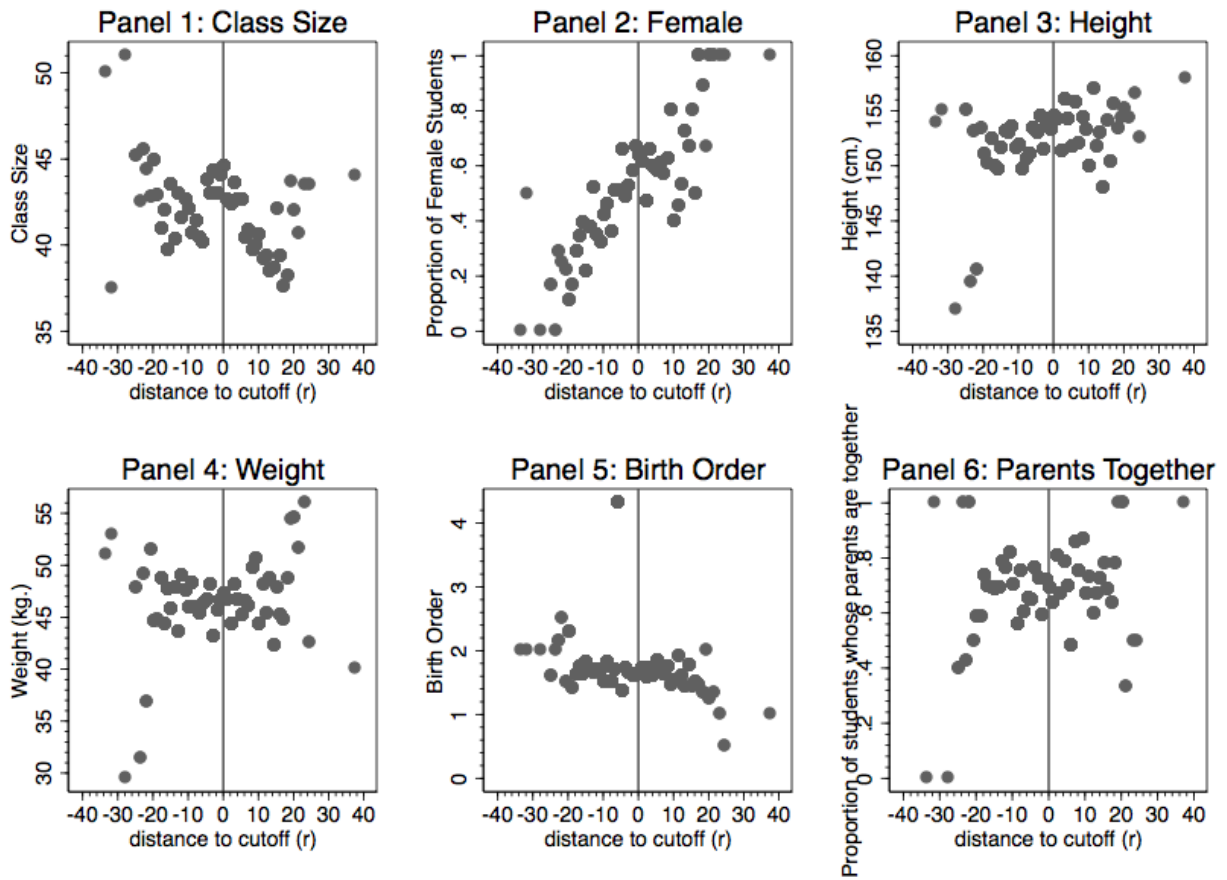 Panel 1: Class Size
Class Size
50
45
40
35
-40 -30 -20 -10 0 10 20 30 40
distance to cutoff (r)
Panel 2: Female
Proportion of Female Students
1
.8
.6
.4
.2
0
-40 -30 -20 -10 0 10 20 30 40
distance to cutoff (r)
Panel 3: Height
Height (cm.)
160
155
150
145
140
135
-40 -30 -20 -10 0 10 20 30 40
distance to cutoff (r)
Panel 4: Weight
Weight (kg.)
55
50
45
40
35
30
-40 -30 -20 -10 0 10 20 30 40
distance to cutoff (r)
Panel 5: Birth Order
Birth Order
4
3
2
1
0
-40 -30 -20 -10 0 10 20 30 40
distance to cutoff (r)
Panel 6: Parents Together
Proportion of students whose parents are together
1
.8
.6
.4
.2
0
-40 -30 -20 -10 0 10 20 30 40
distance to cutoff (r)